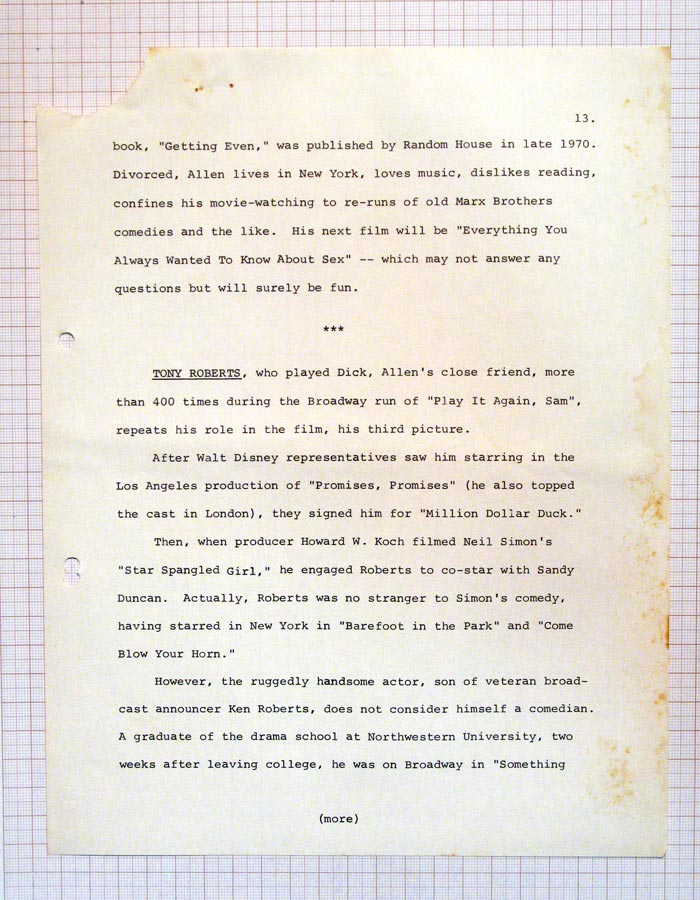 13.
book, "Getting Even," was published by Random House in late 1970.
Divorced, Allen lives in New York, loves music, dislikes reading,
confines his movie-watching to re-runs of old Marx Brothers
comedies and the like. His next film will be "Everything You
Always Wanted To Know About Sex" -- which may not answer any
questions but will surely be fun.
***
TONY ROBERTS, who played Dick, Allen's close friend, more
than 400 times during the Broadway run of "Play It Again, Sam",
repeats his role in the film, his third picture.
After Walt Disney representatives saw him starring in the
Los Angeles production of "Promises, Promises" (he also topped
the cast in London), they signed him for "Million Dollar Duck."
Then, when producer Howard W. Koch filmed Neil Simon's
"Star Spangled Girl," he engaged Roberts to co-star with Sandy
Duncan. Actually, Roberts was no stranger to Simon's comedy,
having starred in New York in "Barefoot in the Park" and "Come
Blow Your Horn."
However, the ruggedly handsome actor, son of veteran broad-
cast announcer Ken Roberts, does not consider himself a comedian.
A graduate of the drama school at Northwestern University, two
weeks after leaving college, he was on Broadway in "Something
(more)